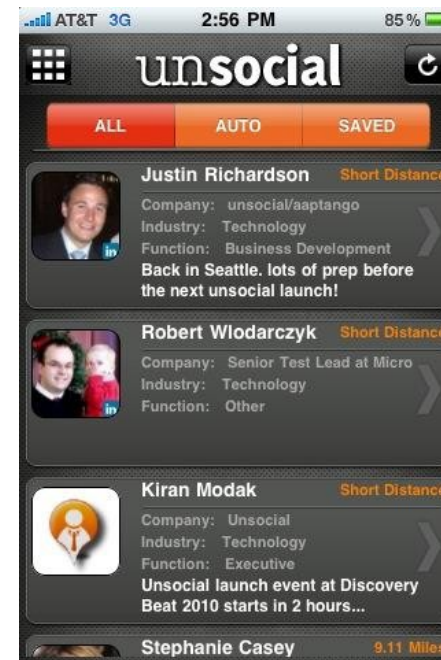 AT&T 3G 2:56 PM 85%
unsocial
ALL AUTO SAVED
Justin Richardson Short Distance
Company: unsocial/aaptango
Industry: Technology
Function: Business Development
Back in Seattle. lots of prep before
the next unsocial launch!
in
Robert Wlodarczyk Short Distance
Company: Senior Test Lead at Micro
Industry: Technology
Function: Other
in
Kiran Modak Short Distance
Company: Unsocial
Industry: Technology
Function: Executive
Unsocial launch event at Discovery
Beat 2010 starts in 2 hours...
Stephanie Casey 9.11 Miles